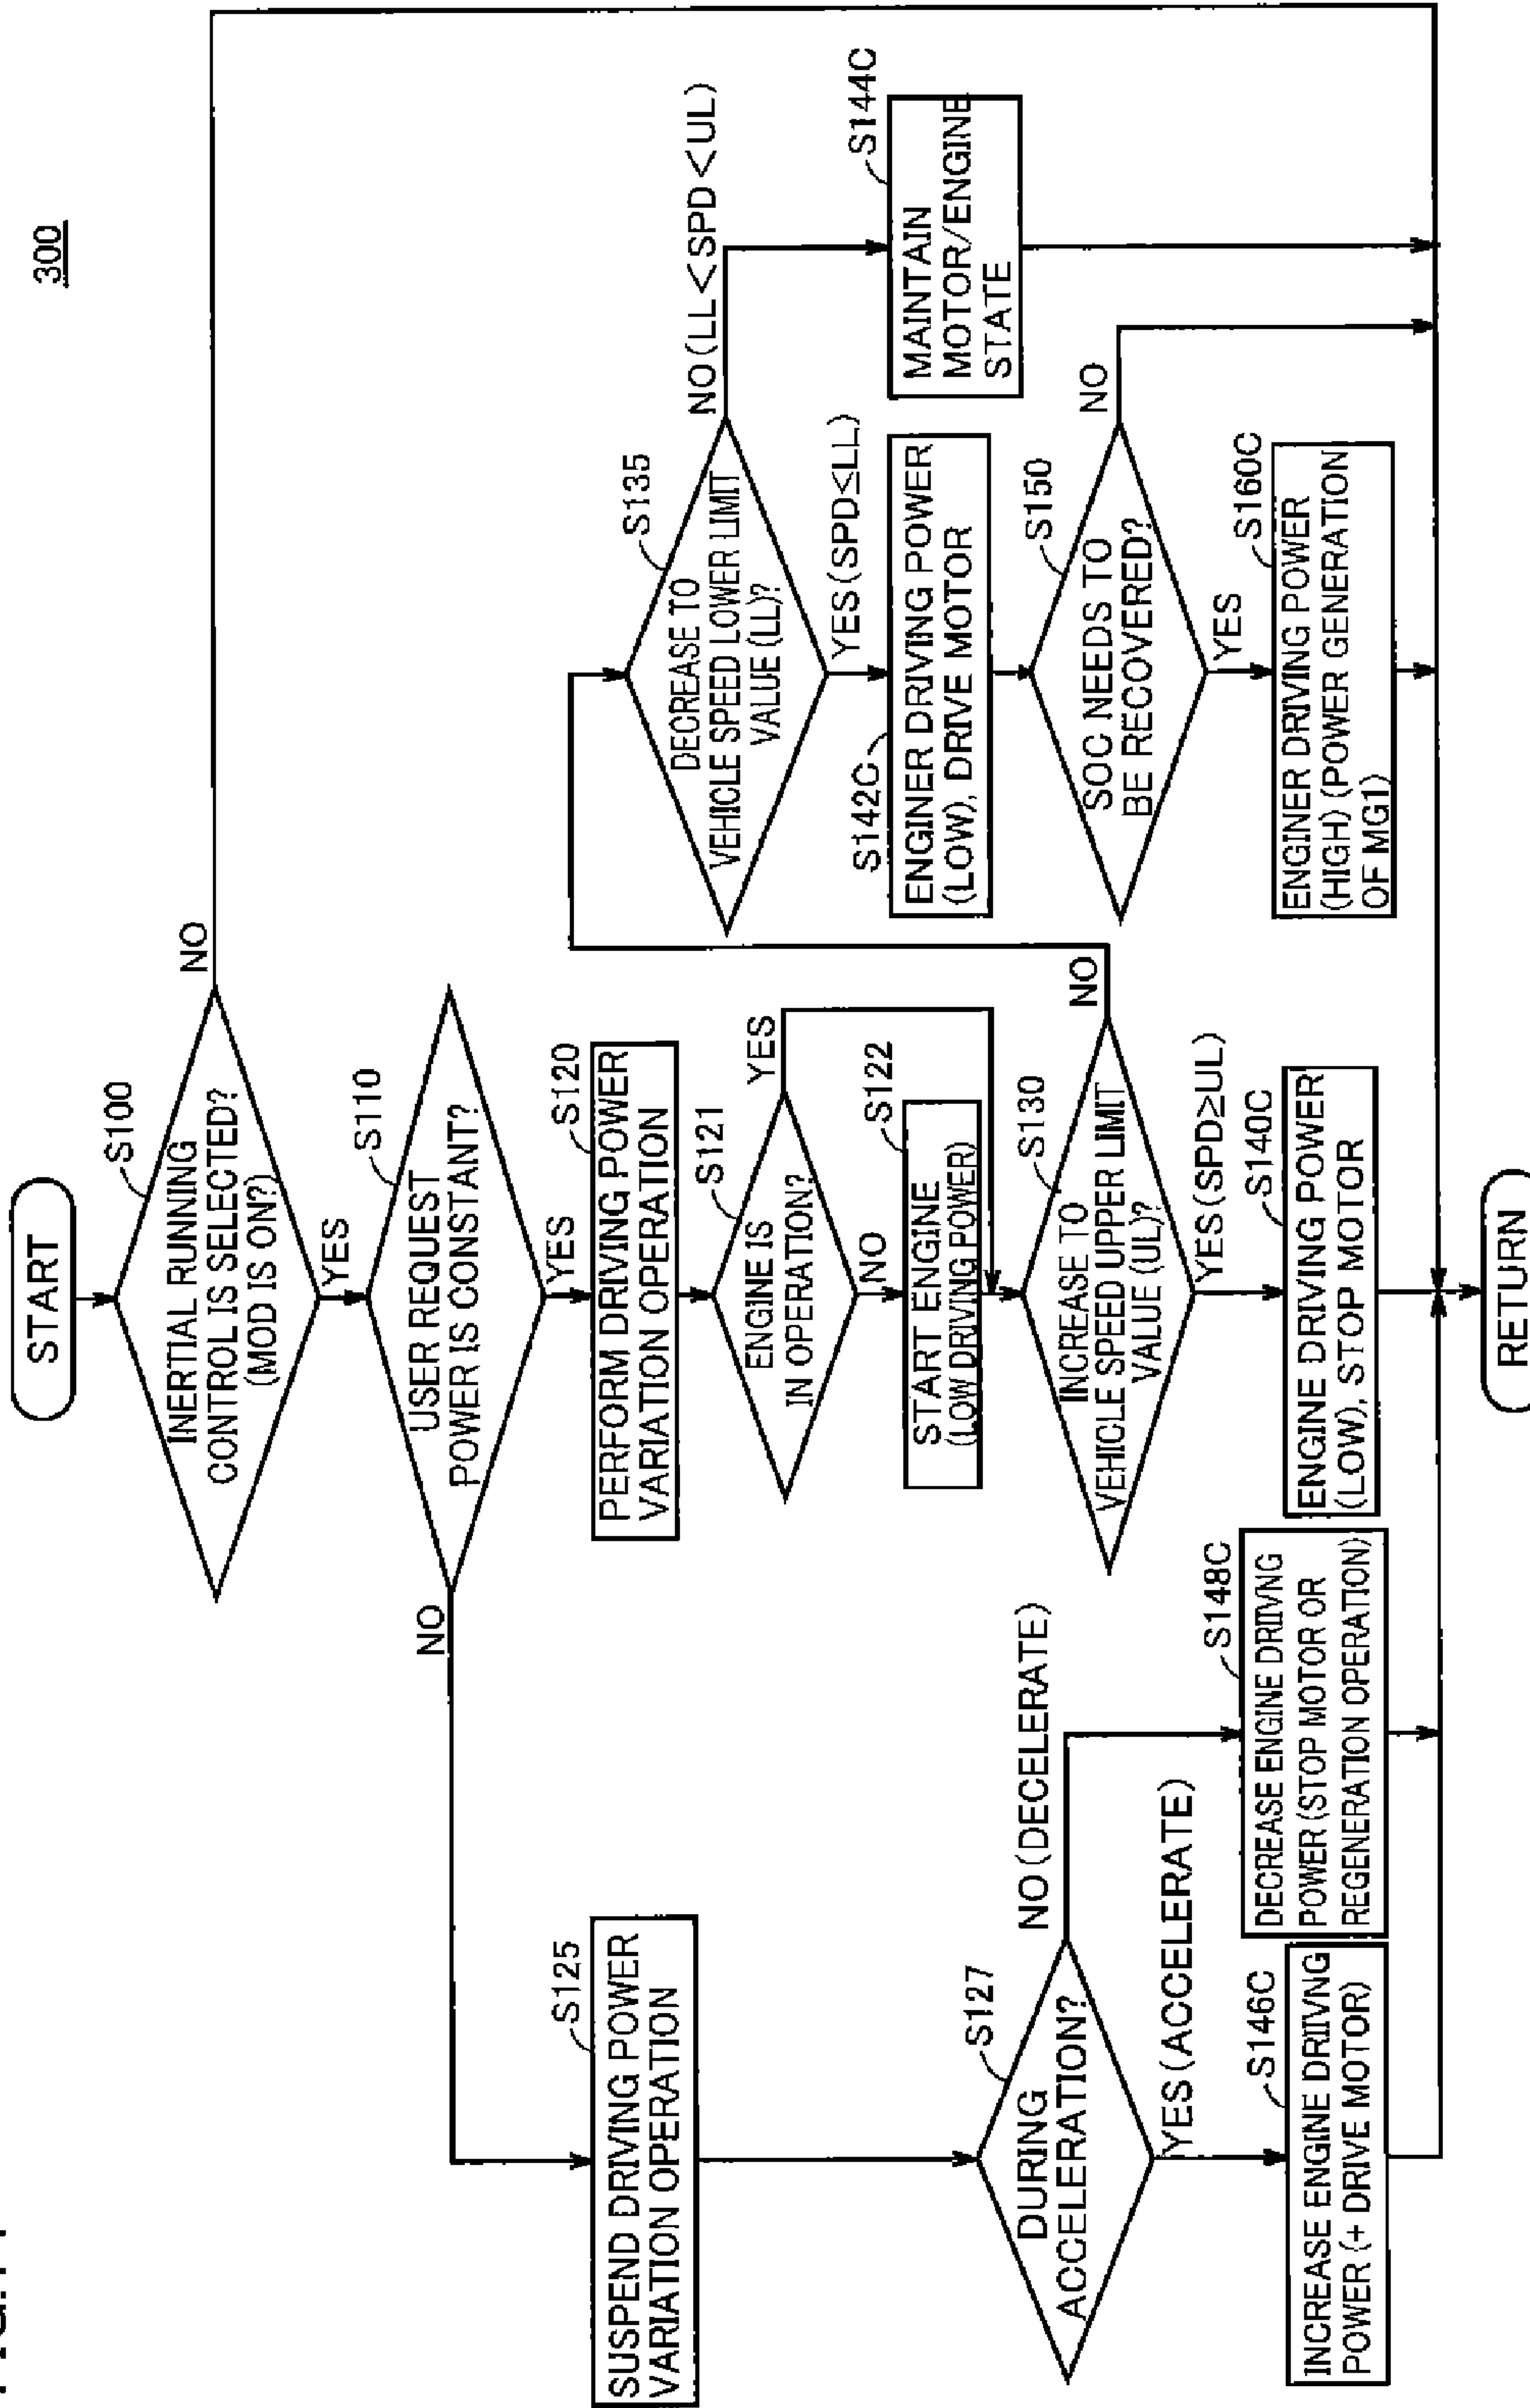 300
START
S100
INERTIAL RUNNING
CONTROL IS SELECTED?
(MOD IS ON?)
NO
YES
S110
USER REQUEST
POWER IS CONSTANT?
NO
YES
S120
PERFORM DRIVING POWER
VARIATION OPERATION
S121
ENGINE IS
IN OPERATION?
YES
NO
S122
START ENGINE
(LOW DRIVING POWER)
S130
INCREASE TO
VEHICLE SPEED UPPER LIMIT
VALUE (UL)?
NO
YES(SPD≥UL)
S140C
ENGINE DRIVING POWER
(LOW), STOP MOTOR
S135
DECREASE TO
VEHICLE SPEED LOWER LIMIT
VALUE (LL)?
NO(LL<SPD<UL)
YES(SPD≤LL)
S142C
ENGINER DRIVING POWER
(LOW), DRIVE MOTOR
S144C
MAINTAIN
MOTOR/ENGINE
STATE
S150
SOC NEEDS TO
BE RECOVERED?
NO
YES
S160C
ENGINER DRIVING POWER
(HIGH) (POWER GENERATION
OF MG1)
S125
SUSPEND DRIVING POWER
VARIATION OPERATION
S127
DURING
ACCELERATION?
NO(DECELERATE)
YES(ACCELERATE)
S146C
INCREASE ENGINE DRIIVNG
POWER (+ DRIVE MOTOR)
S148C
DECREASE ENGINE DRIIVNG
POWER(STOP MOTOR OR
REGENERATION OPERATION)
RETURN